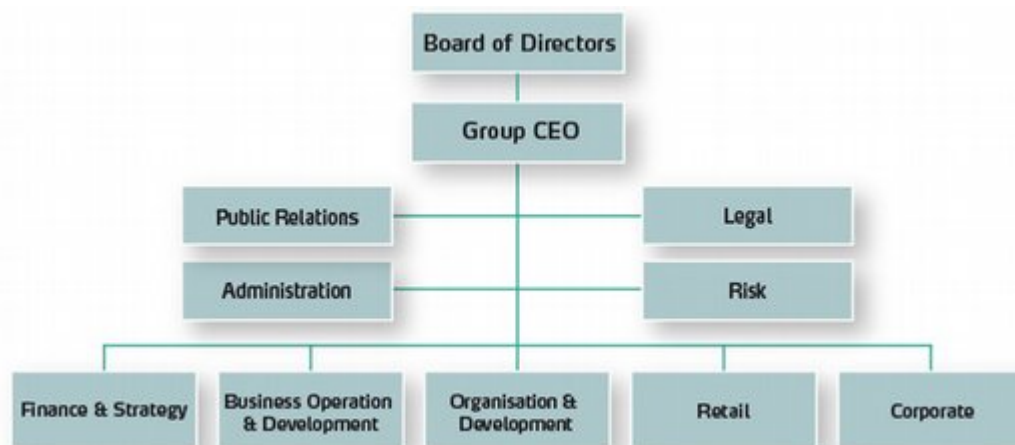 Board of Directors
Group CEO
Public Relations
Legal
Administration
Risk
Finance & Strategy
Business Operation
& Development
Organisation &
Development
Retail
Corporate